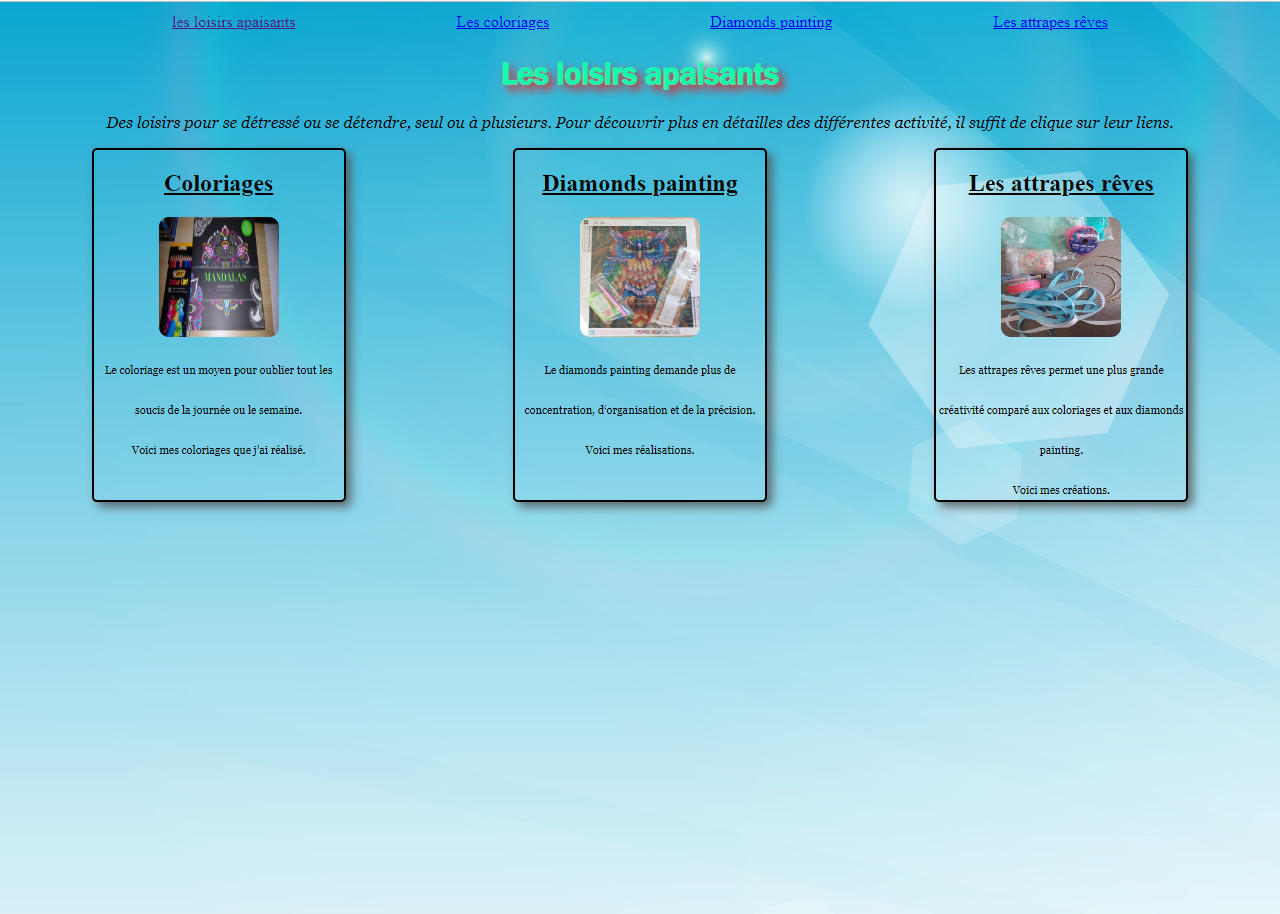 les loisirs apaisants Les coloriages Diamonds painting Les attrapes rêves
Les loisirs apaisants
Des loisirs pour se détressé ou se détendre, seul ou à plusieurs. Pour découvrir plus en détailles des différentes activité, il suffit de clique sur leur liens.
Coloriages
MANDALAS
Le coloriage est un moyen pour oublier tout les
soucis de la journée ou le semaine.
Voici mes coloriages que j'ai réalisé.
Diamonds painting
Le diamonds painting demande plus de
concentration, d'organisation et de la précision.
Voici mes réalisations.
Les attrapes rêves
Les attrapes rêves permet une plus grande
créativité comparé aux coloriages et aux diamonds
painting.
Voici mes créations.